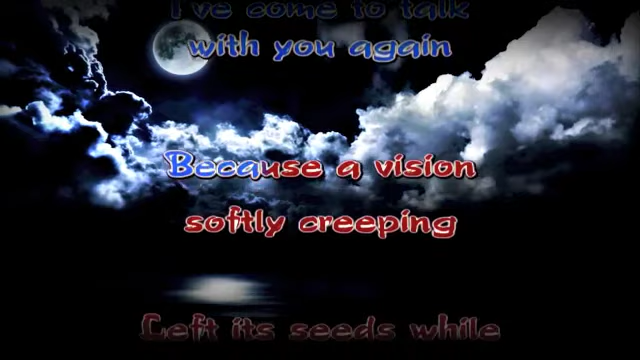 I've come to talk
with you again
Because a vision
softly creeping
Left its seeds while